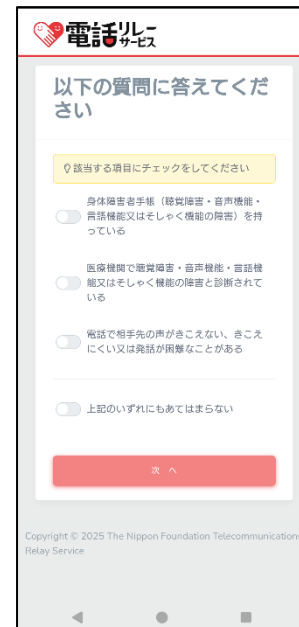 電話リレーサービス
以下の質問に答えてくだ
さい
該当する項目にチェックをしてください
身体障害者手帳（聴覚障害・音声機能・
言語機能又はそしゃく機能の障害）を持
っている
医療機関で聴覚障害・音声機能・言語機
能又はそしゃく機能の障害と診断されて
いる
電話で相手先の声がきこえない、きこえ
にくい又は発話が困難なことがある
上記のいずれにもあてはまらない
次 へ
Copyright © 2025 The Nippon Foundation Telecommunications
Relay Service